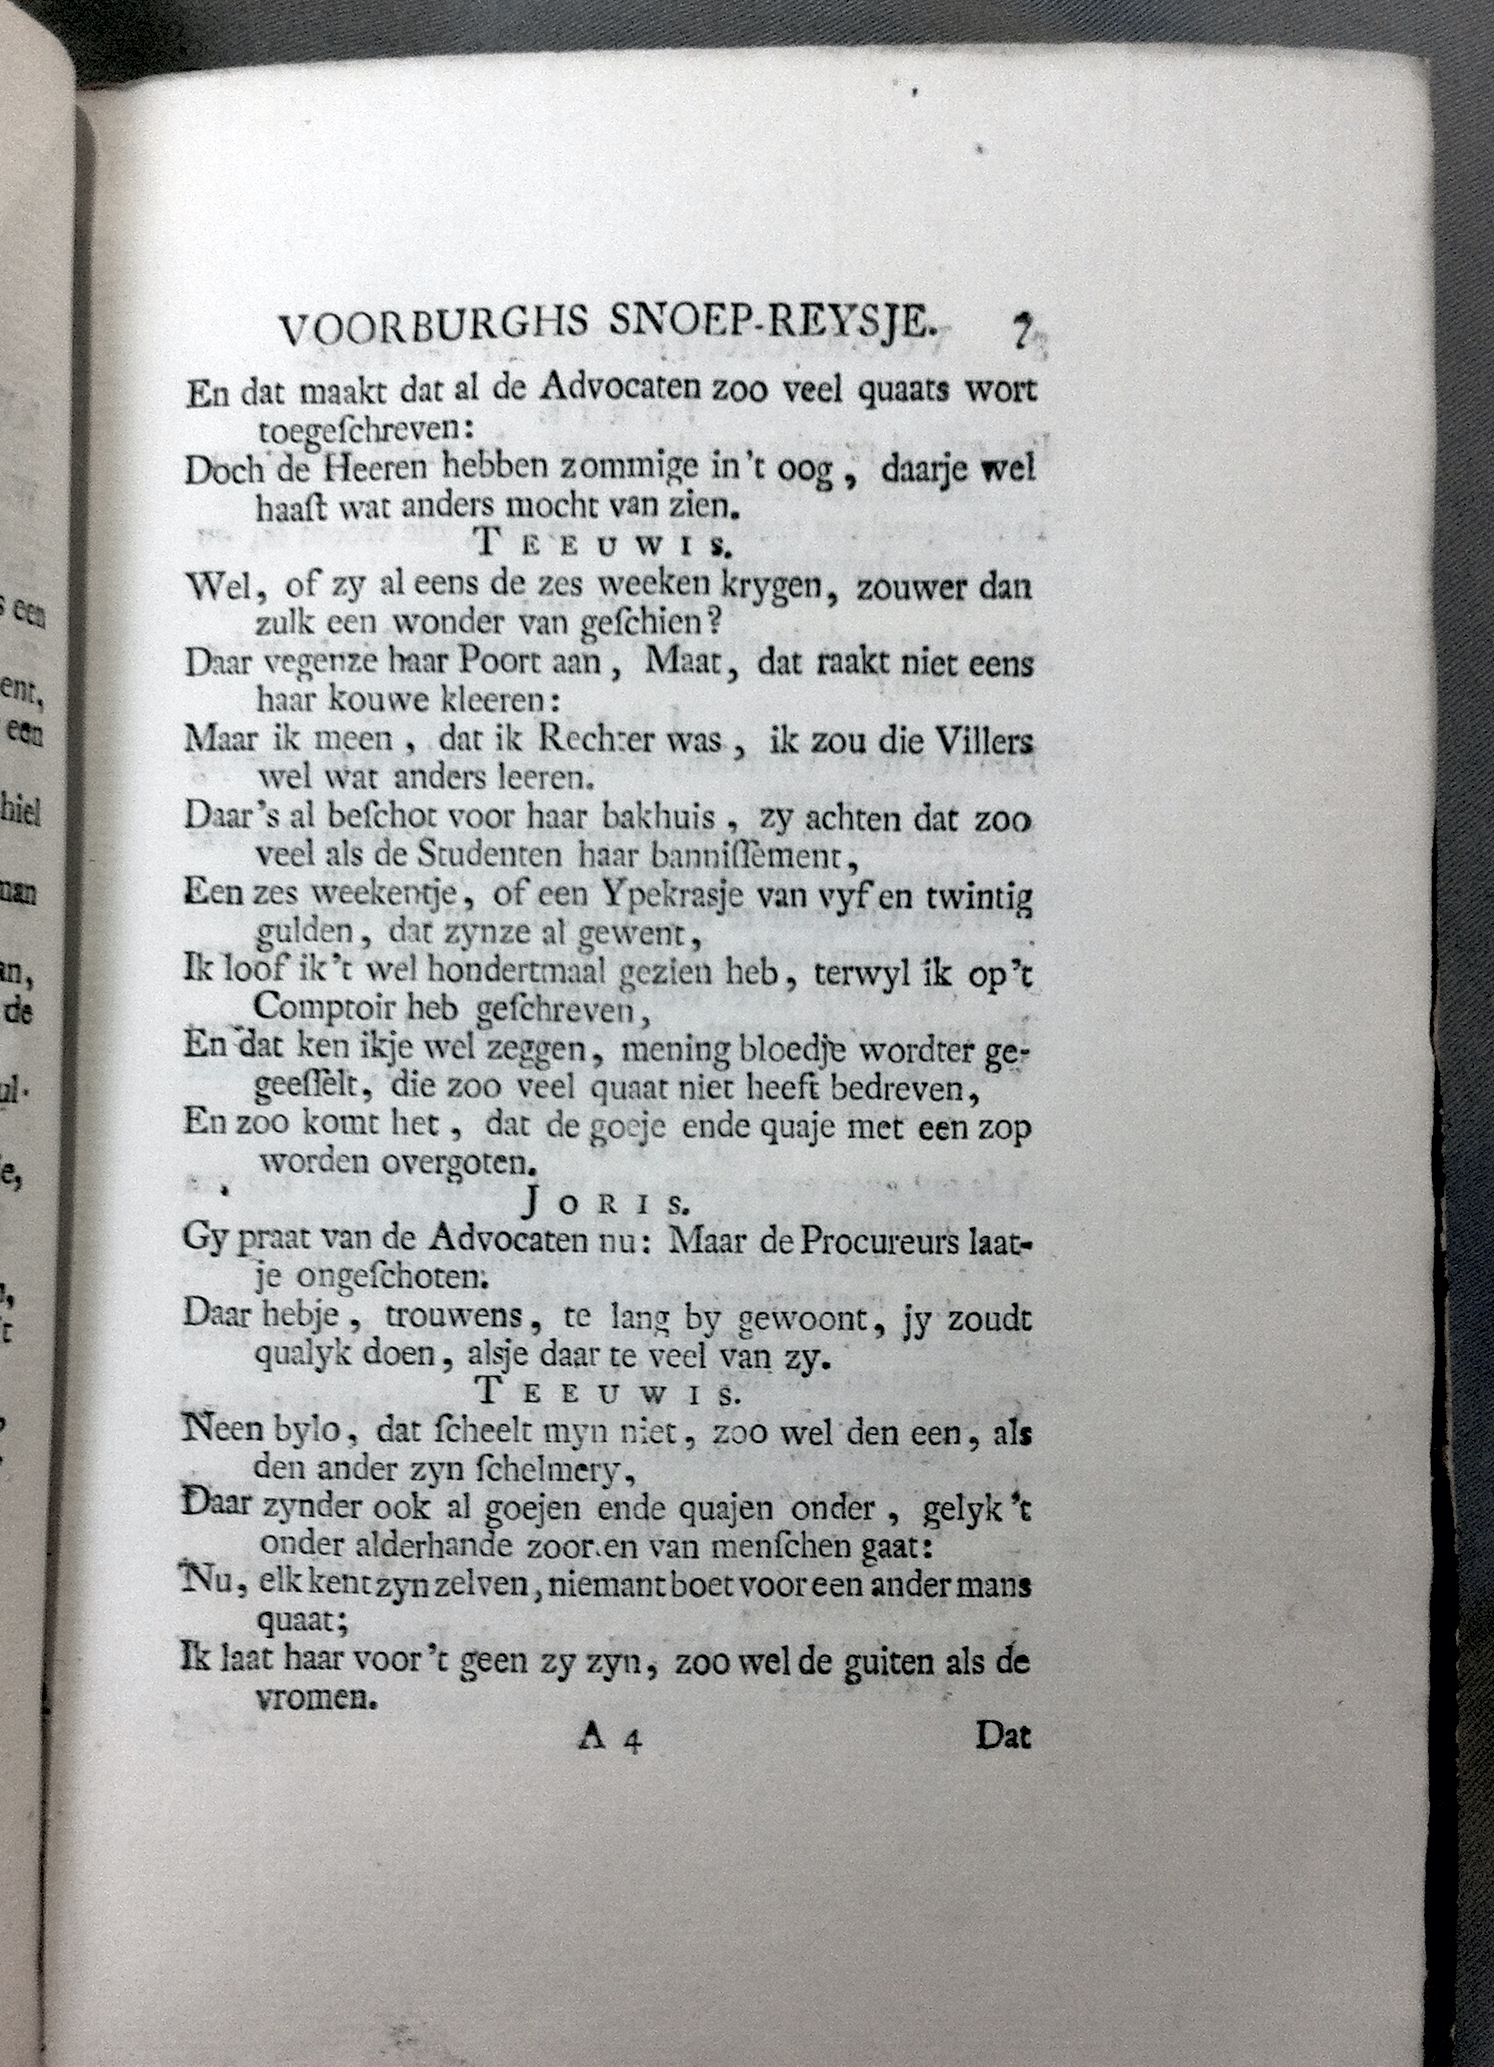 VOORBURGHS SNOEP-REYSJE. 7
En dat maakt dat al de Advocaten zoo veel quaats wort
toegeſchreven:
Doch de Heeren hebben zommige in't oog, daarje wel
haaſt wat anders mocht van zien.
TEEUWIS.
Wel, of zy al eens de zes weeken krygen, zouwer dan
zulk een wonder van geſchien?
Daar vegenze haar Poort aan, Maat, dat raakt niet eens
haar kouwe kleeren:
Maar ik meen, dat ik Rechter was, ik zou die Villers
wel wat anders leeren.
Daar's al beſchot voor haar bakhuis, zy achten dat zoo
veel als de Studenten haar banniſſement,
Een zes weekentje, of een Ypekrasje van vyf en twintig
gulden, dat zynze al gewent,
Ik loof ik't wel hondertmaal gezien heb, terwyl ik op't
Comptoir heb geſchreven,
En dat ken ikje wel zeggen, mening bloedje wordter ge-
geeſſelt, die zoo veel quaat niet heeft bedreven,
En zoo komt het, dat de goeje ende quaje met een zop
worden overgoten.
JORIS.
Gy praat van de Advocaten nu: Maar de Procureurs laat-
je ongeſchoten.
Daar hebje, trouwens, te lang by gewoont, jy zoudt
qualyk doen, alsje daar te veel van zy.
TEEUWIS.
Neen bylo, dat ſcheelt myn niet, zoo wel den een, als
den ander zyn ſchelmery,
Daar zynder ook al goejen ende quajen onder, gelyk 't
onder alderhande zoorten van menſchen gaat:
Nu, elk kent zyn zelven, niemant boet voor een ander mans
quaat;
Ik laat haar voor't geen zy zyn, zoo wel de guiten als de
vromen.
A 4 Dat
een
ent,
een
hiel
man
an,
de
ul-
e,